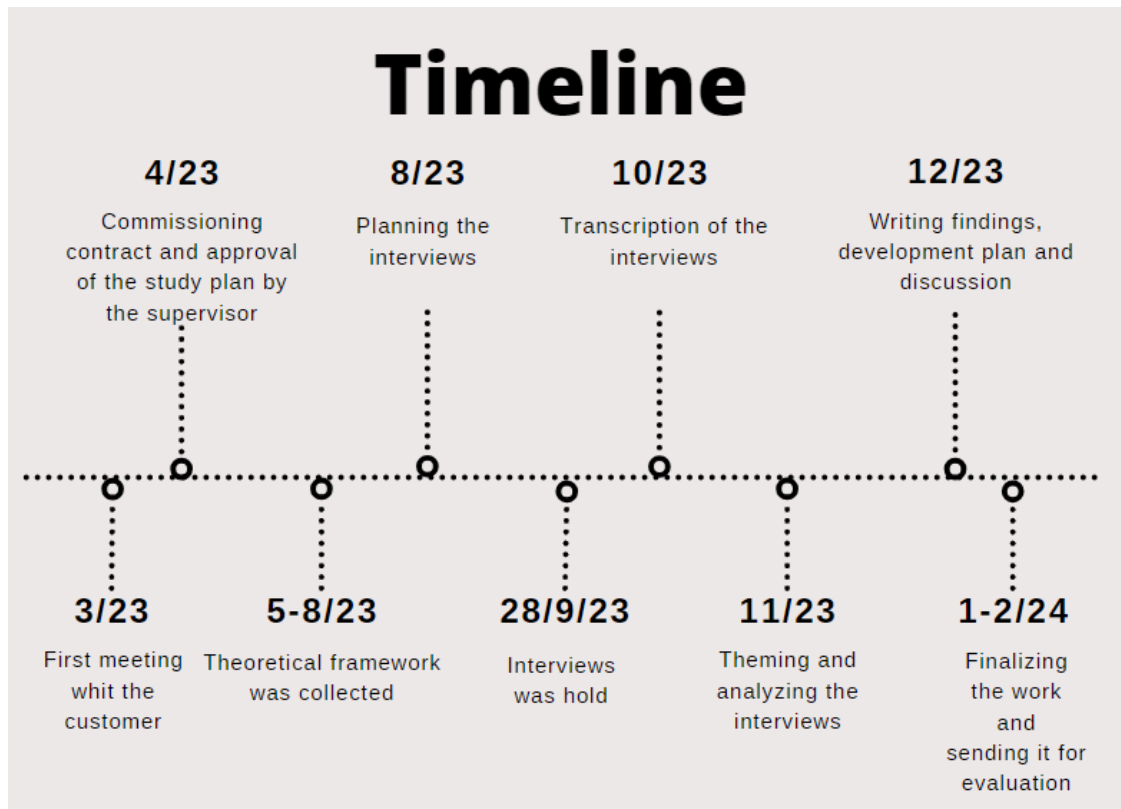 Timeline
4/23
Commissioning
contract and approval
of the study plan by
the supervisor
8/23
Planning the
interviews
10/23
Transcription of the
interviews
12/23
Writing findings,
development plan and
discussion
3/23
First meeting
whit the
customer
5-8/23
Theoretical framework
was collected
28/9/23
Interviews
was hold
11/23
Theming and
analyzing the
interviews
1-2/24
Finalizing
the work
and
sending it for
evaluation